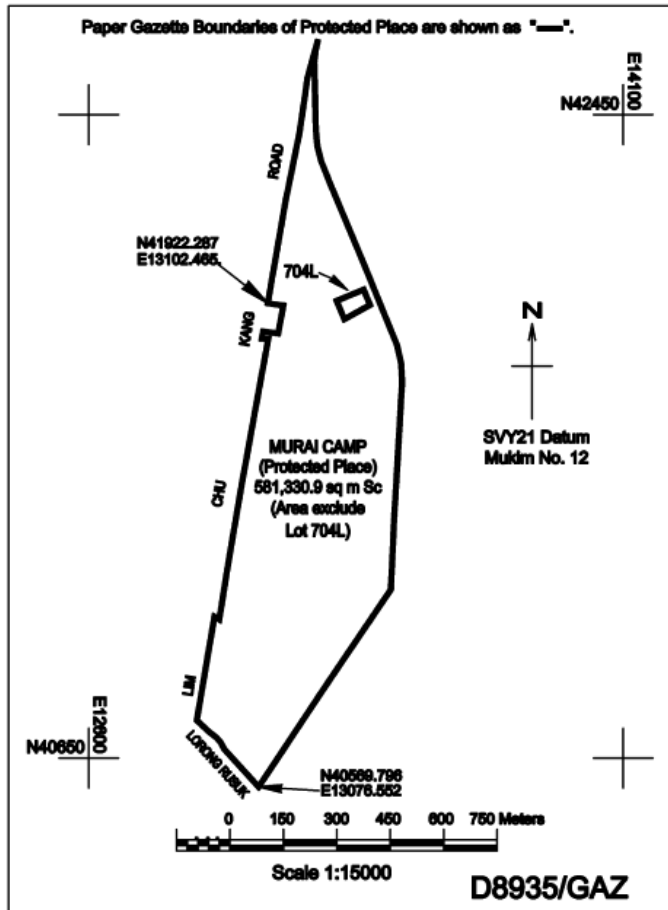 Paper Gazette Boundaries of Protected Place are shown as "━━".
E14100
N42450
ROAD
N41922.287
E13102.465.
704L
KANG
N
SVY21 Datum
Mukim No. 12
MURAI CAMP
(Protected Place)
581,330.9 sq m Sc
(Area exclude
Lot 704L)
CHU
LIM
E12600
N40650
LORONG RUSUK
N40569.796
E13076.552
0 150 300 450 600 750 Meters
Scale 1:15000
D8935/GAZ